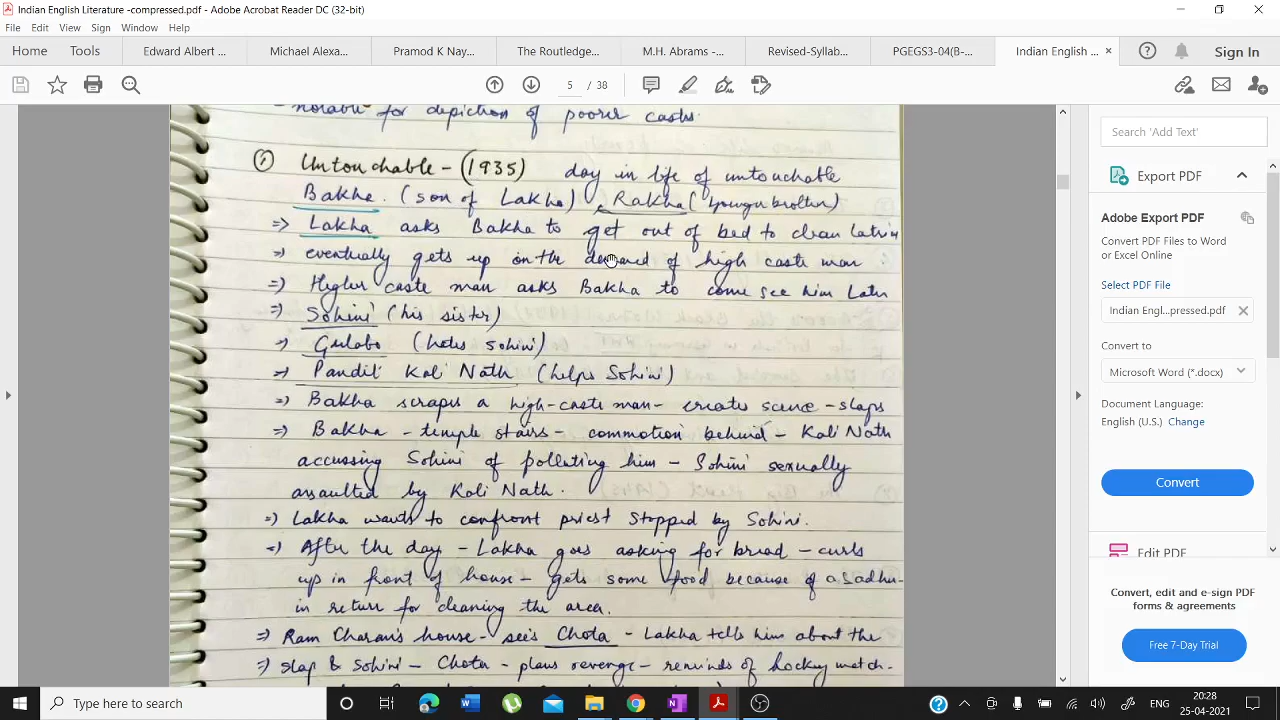 Indian English Literature -compressed.pdf - Adobe Acrobat Reader DC (32-bit)
File Edit View Sign Window Help
Home Tools Edward Albert ... Michael Alexa... Pramod K Nay... The Routledge... M.H. Abrams -... Revised-Syllab... PGEGS3-04(B-... Indian English ... × ? Sign In
5 / 38
notable for depiction of poorer castes.
① Untouchable - (1935) day in life of untouchable
Bakha. (son of Lakha), Rakha (younger brother)
=> Lakha asks Bakha to get out of bed to clean latrin
=> eventually gets up on the demand of high caste man
=> Higher caste man asks Bakha to come see him Later
=> Sohini (his sister)
=> Gulabo (hates Sohini)
=> Pandit Kali Nath (helps Sohini)
=> Bakha scrapes a high-caste man - creates scene - slaps
=> Bakha - temple stairs - commotion behind - Kali Nath
accussing Sohini of polluting him - Sohini sexually
assaulted by Kali Nath.
=> Lakha wants to confront priest stopped by Sohini.
=> After the day - Lakha goes asking for bread - curls
up in front of house - gets some food because of a Sadhu-
in return for cleaning the area.
=> Ram Charan's house - see's Chota - Lakha tells him about the
=> slap & Sohini - Chota - plans revenge - reminds of hockey match-
Search 'Add Text'
Export PDF
Adobe Export PDF
Convert PDF Files to Word
or Excel Online
Select PDF File
Indian Engl...pressed.pdf
Convert to
Microsoft Word (*.docx)
Document Language:
English (U.S.) Change
Convert
Edit PDF
Convert, edit and e-sign PDF
forms & agreements
Free 7-Day Trial
Type here to search
ENG
20:28
25-04-2021